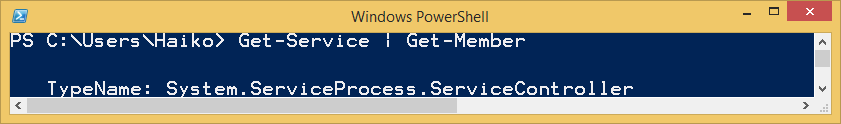 Windows PowerShell
PS C:\Users\Haiko> Get-Service | Get-Member
TypeName: System.ServiceProcess.ServiceController